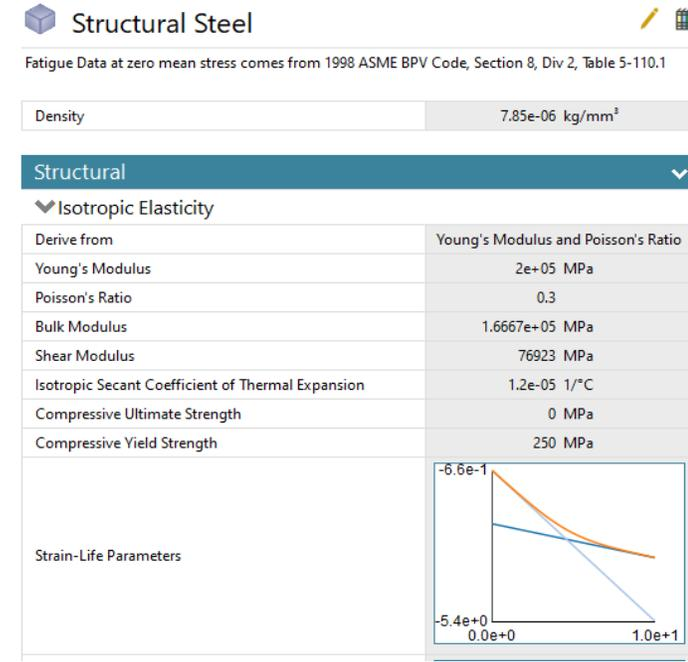 Structural Steel
Fatigue Data at zero mean stress comes from 1998 ASME BPV Code, Section 8, Div 2, Table 5-110.1
Density 7.85e-06 kg/mm³
Structural
Isotropic Elasticity
Derive from Young's Modulus and Poisson's Ratio
Young's Modulus 2e+05 MPa
Poisson's Ratio 0.3
Bulk Modulus 1.6667e+05 MPa
Shear Modulus 76923 MPa
Isotropic Secant Coefficient of Thermal Expansion 1.2e-05 1/°C
Compressive Ultimate Strength 0 MPa
Compressive Yield Strength 250 MPa
-6.6e-1
Strain-Life Parameters
-5.4e+0
0.0e+0 1.0e+1